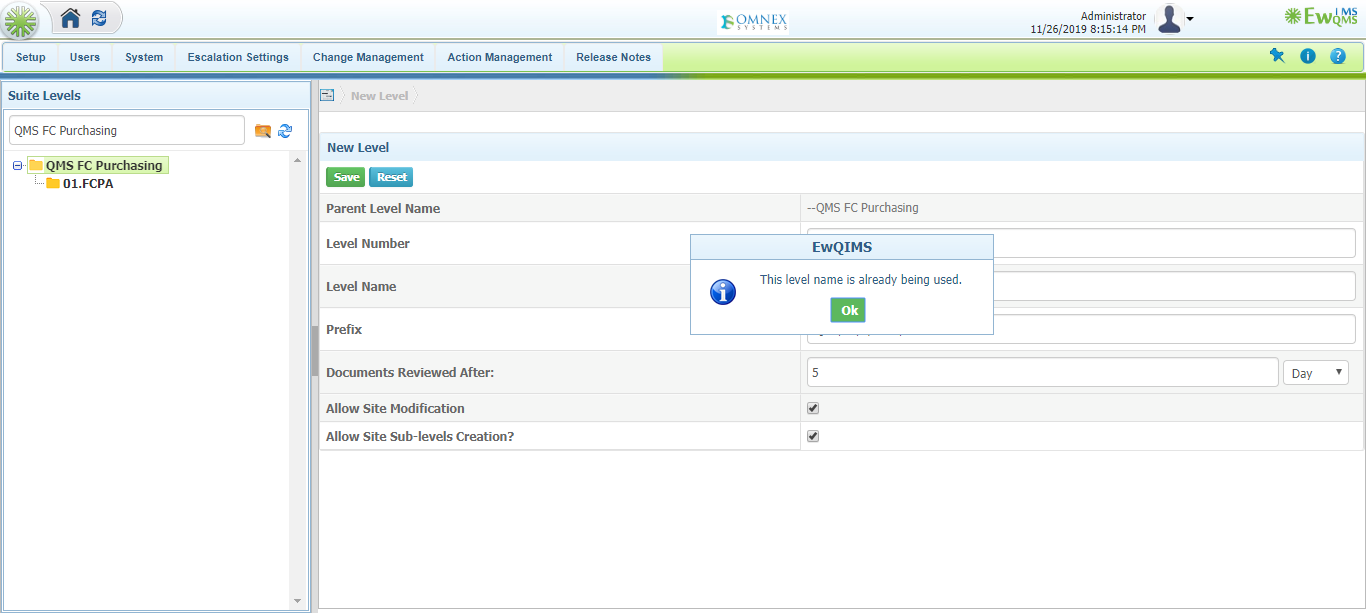 OMNEX
SYSTEMS
Administrator
11/26/2019 8:15:14 PM
EwQIMS
QMS
Setup
Users
System
Escalation Settings
Change Management
Action Management
Release Notes
Suite Levels
QMS FC Purchasing
QMS FC Purchasing
01.FCPA
New Level
New Level
Save
Reset
Parent Level Name
--QMS FC Purchasing
Level Number
Level Name
Prefix
Documents Reviewed After:
5
Day
Allow Site Modification
Allow Site Sub-levels Creation?
EwQIMS
This level name is already being used.
Ok